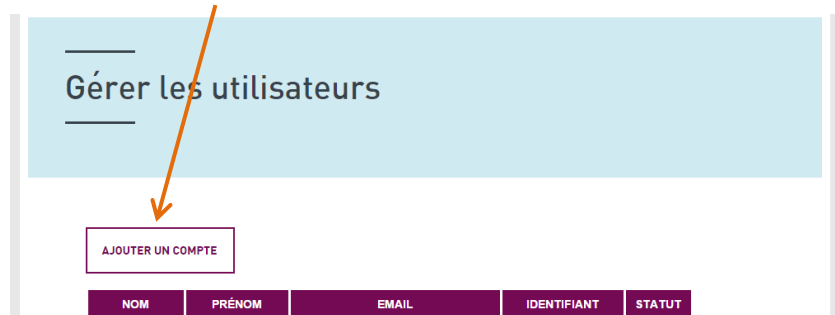 Gérer les utilisateurs
AJOUTER UN COMPTE
NOM PRÉNOM EMAIL IDENTIFIANT STATUT